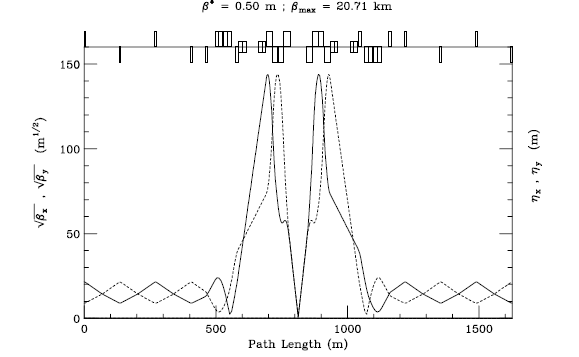 β* = 0.50 m ; βmax = 20.71 km
150
100
50
0
√βx , √βy (m1/2)
ηx , ηy (m)
0 500 1000 1500
Path Length (m)